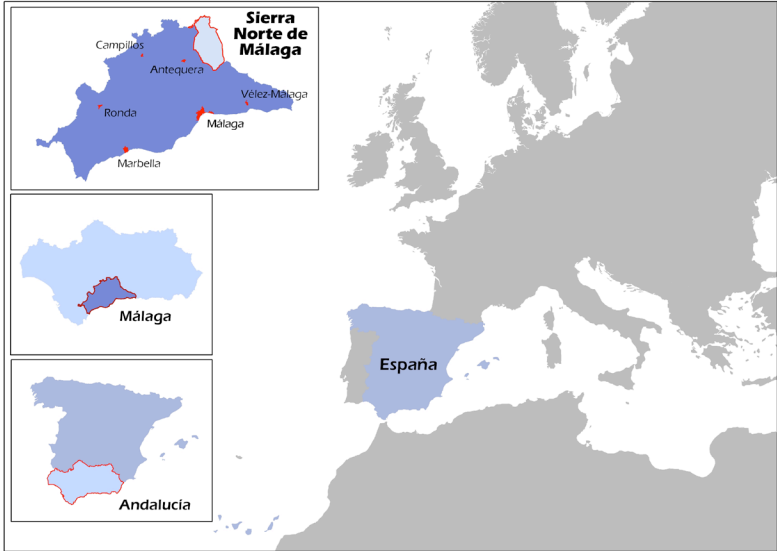 Sierra
Norte de
Málaga
Campillos
Antequera
Vélez-Málaga
Ronda
Málaga
Marbella
Málaga
España
Andalucía